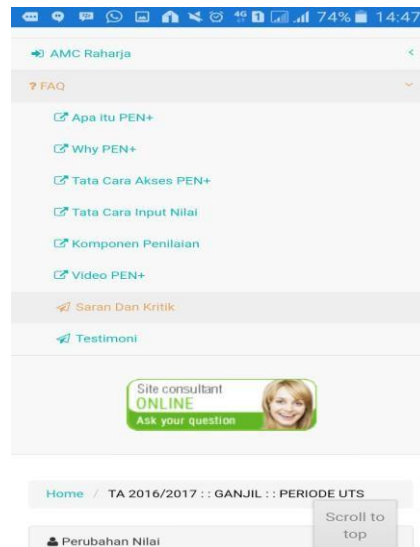 4G 1 74% 14:47
AMC Raharja
? FAQ
Apa itu PEN+
Why PEN+
Tata Cara Akses PEN+
Tata Cara Input Nilai
Komponen Penilaian
Video PEN+
Saran Dan Kritik
Testimoni
Site consultant
ONLINE
Ask your question
Home / TA 2016/2017 : : GANJIL : : PERIODE UTS
Scroll to
top
Perubahan Nilai